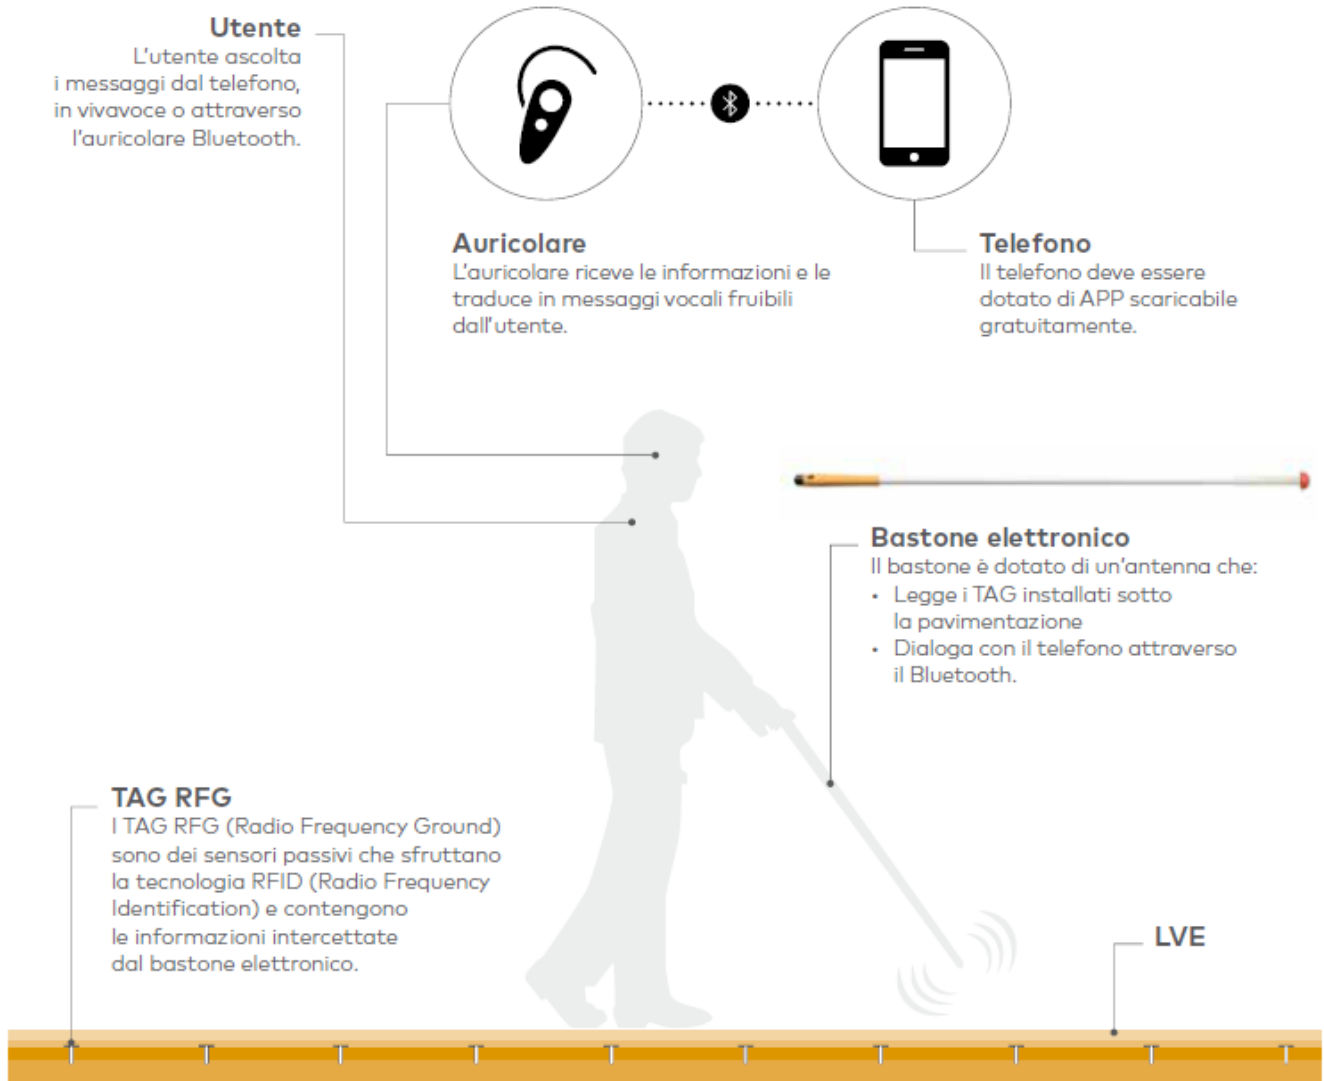 Utente
L'utente ascolta
i messaggi dal telefono,
in vivavoce o attraverso
l'auricolare Bluetooth.
Auricolare
L'auricolare riceve le informazioni e le
traduce in messaggi vocali fruibili
dall'utente.
Telefono
Il telefono deve essere
dotato di APP scaricabile
gratuitamente.
Bastone elettronico
Il bastone è dotato di un'antenna che:
• Legge i TAG installati sotto
la pavimentazione
• Dialoga con il telefono attraverso
il Bluetooth.
TAG RFG
I TAG RFG (Radio Frequency Ground)
sono dei sensori passivi che sfruttano
la tecnologia RFID (Radio Frequency
Identification) e contengono
le informazioni intercettate
dal bastone elettronico.
LVE